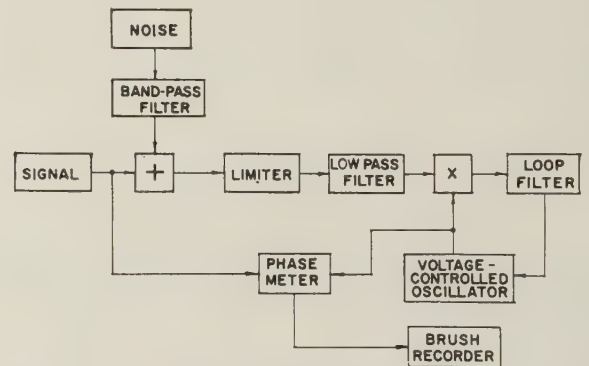 NOISE
BAND-PASS
FILTER
SIGNAL
+
LIMITER
LOW PASS
FILTER
X
LOOP
FILTER
PHASE
METER
VOLTAGE-
CONTROLLED
OSCILLATOR
BRUSH
RECORDER